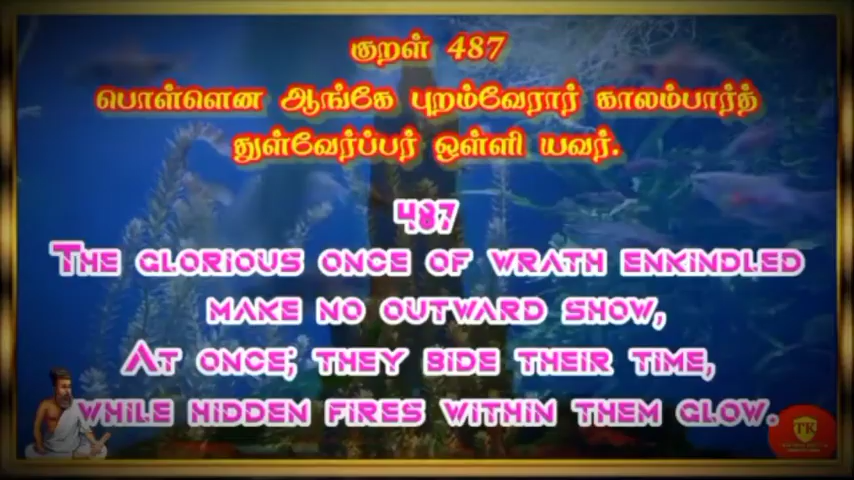 குறள் 487
பொள்ளென ஆங்கே புறம்வேரார் காலம்பார்த்
துள்வேர்ப்பர் ஒள்ளி யவர்.
487
The glorious once of wrath enkindled
make no outward show,
At once; they bide their time,
while hidden fires within them glow.
TK